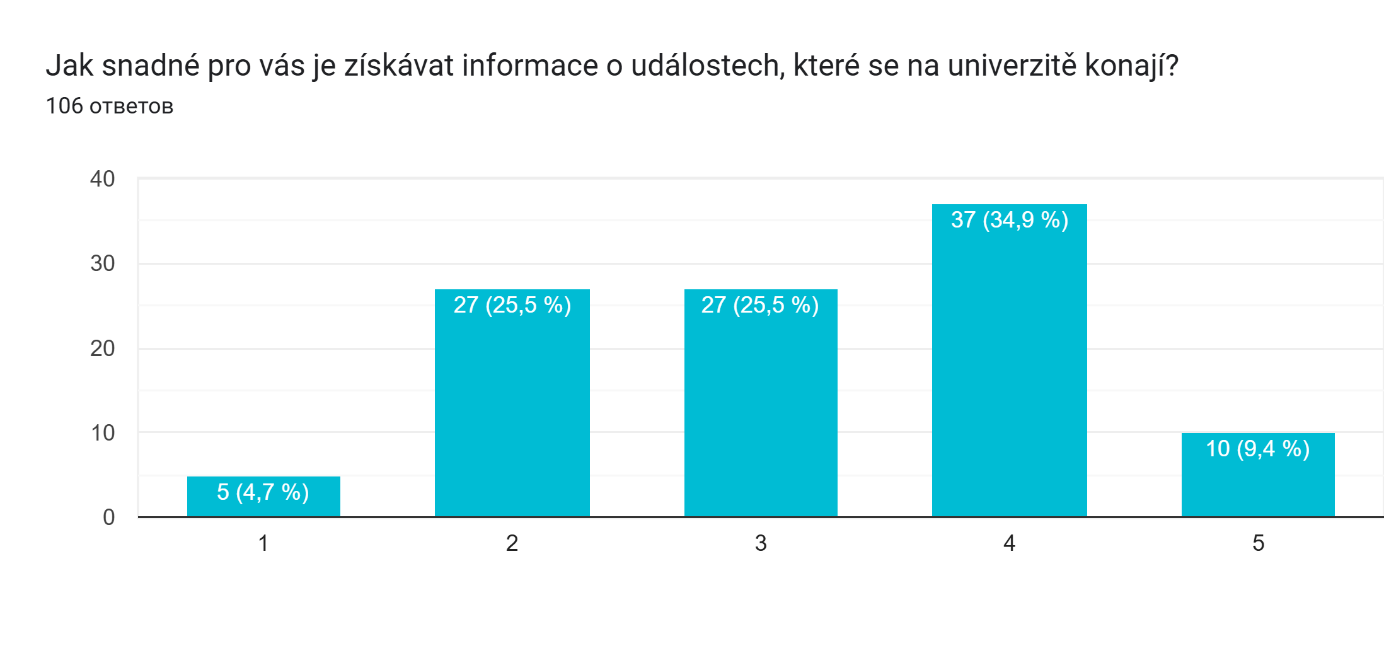 Jak snadné pro vás je získávat informace o událostech, které se na univerzitě konají?
106 ответов
40
30
20
10
0
5 (4,7 %)
27 (25,5 %)
27 (25,5 %)
37 (34,9 %)
10 (9,4 %)
1
2
3
4
5